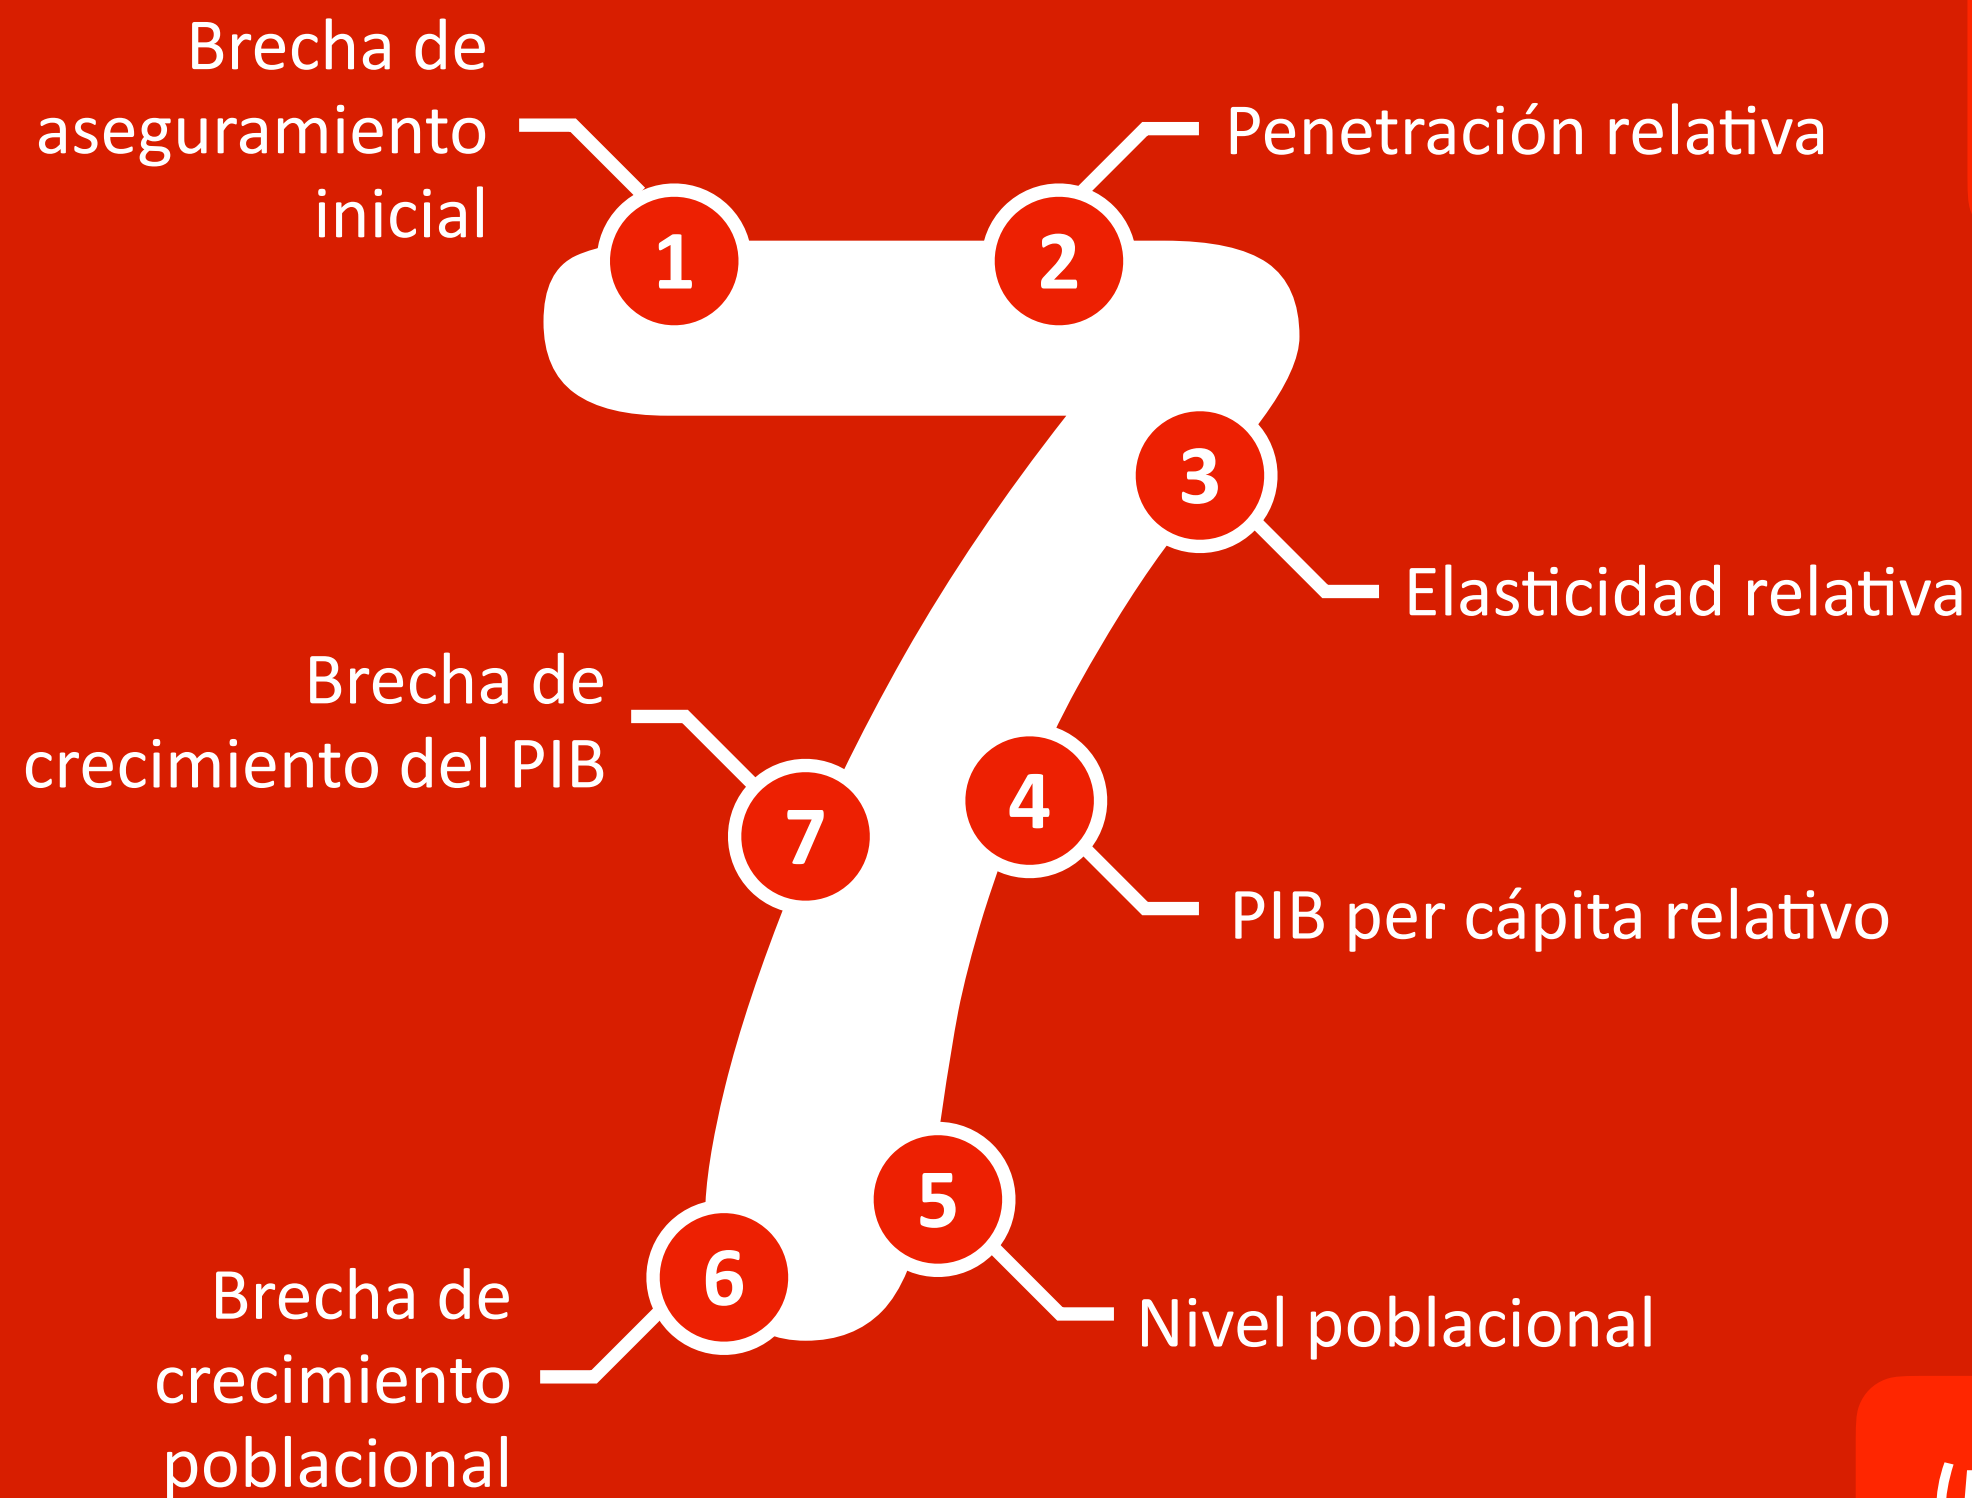 Brecha de
aseguramiento
inicial
1
2
Penetración relativa
3
Elasticidad relativa
Brecha de
crecimiento del PIB
7
4
PIB per cápita relativo
5
Nivel poblacional
6
Brecha de
crecimiento
poblacional